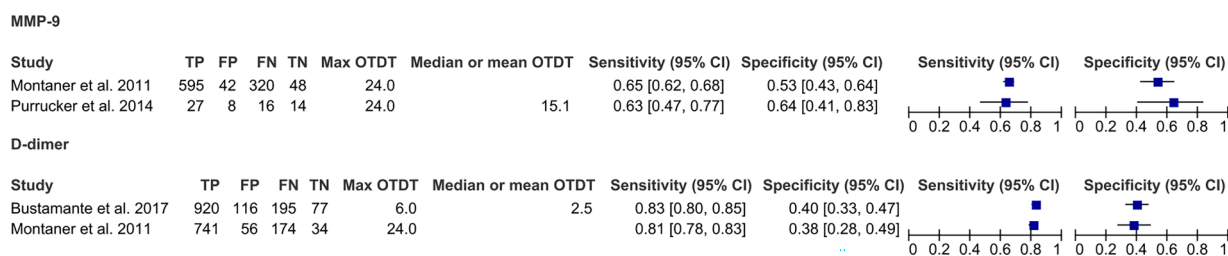 MMP-9
Study TP FP FN TN Max OTDT Median or mean OTDT Sensitivity (95% CI) Specificity (95% CI) Sensitivity (95% CI) Specificity (95% CI)
Montaner et al. 2011 595 42 320 48 24.0 0.65 [0.62, 0.68] 0.53 [0.43, 0.64]
Purrucker et al. 2014 27 8 16 14 24.0 15.1 0.63 [0.47, 0.77] 0.64 [0.41, 0.83]
0 0.2 0.4 0.6 0.8 1 0 0.2 0.4 0.6 0.8 1
D-dimer
Study TP FP FN TN Max OTDT Median or mean OTDT Sensitivity (95% CI) Specificity (95% CI) Sensitivity (95% CI) Specificity (95% CI)
Bustamante et al. 2017 920 116 195 77 6.0 2.5 0.83 [0.80, 0.85] 0.40 [0.33, 0.47]
Montaner et al. 2011 741 56 174 34 24.0 0.81 [0.78, 0.83] 0.38 [0.28, 0.49]
0 0.2 0.4 0.6 0.8 1 0 0.2 0.4 0.6 0.8 1